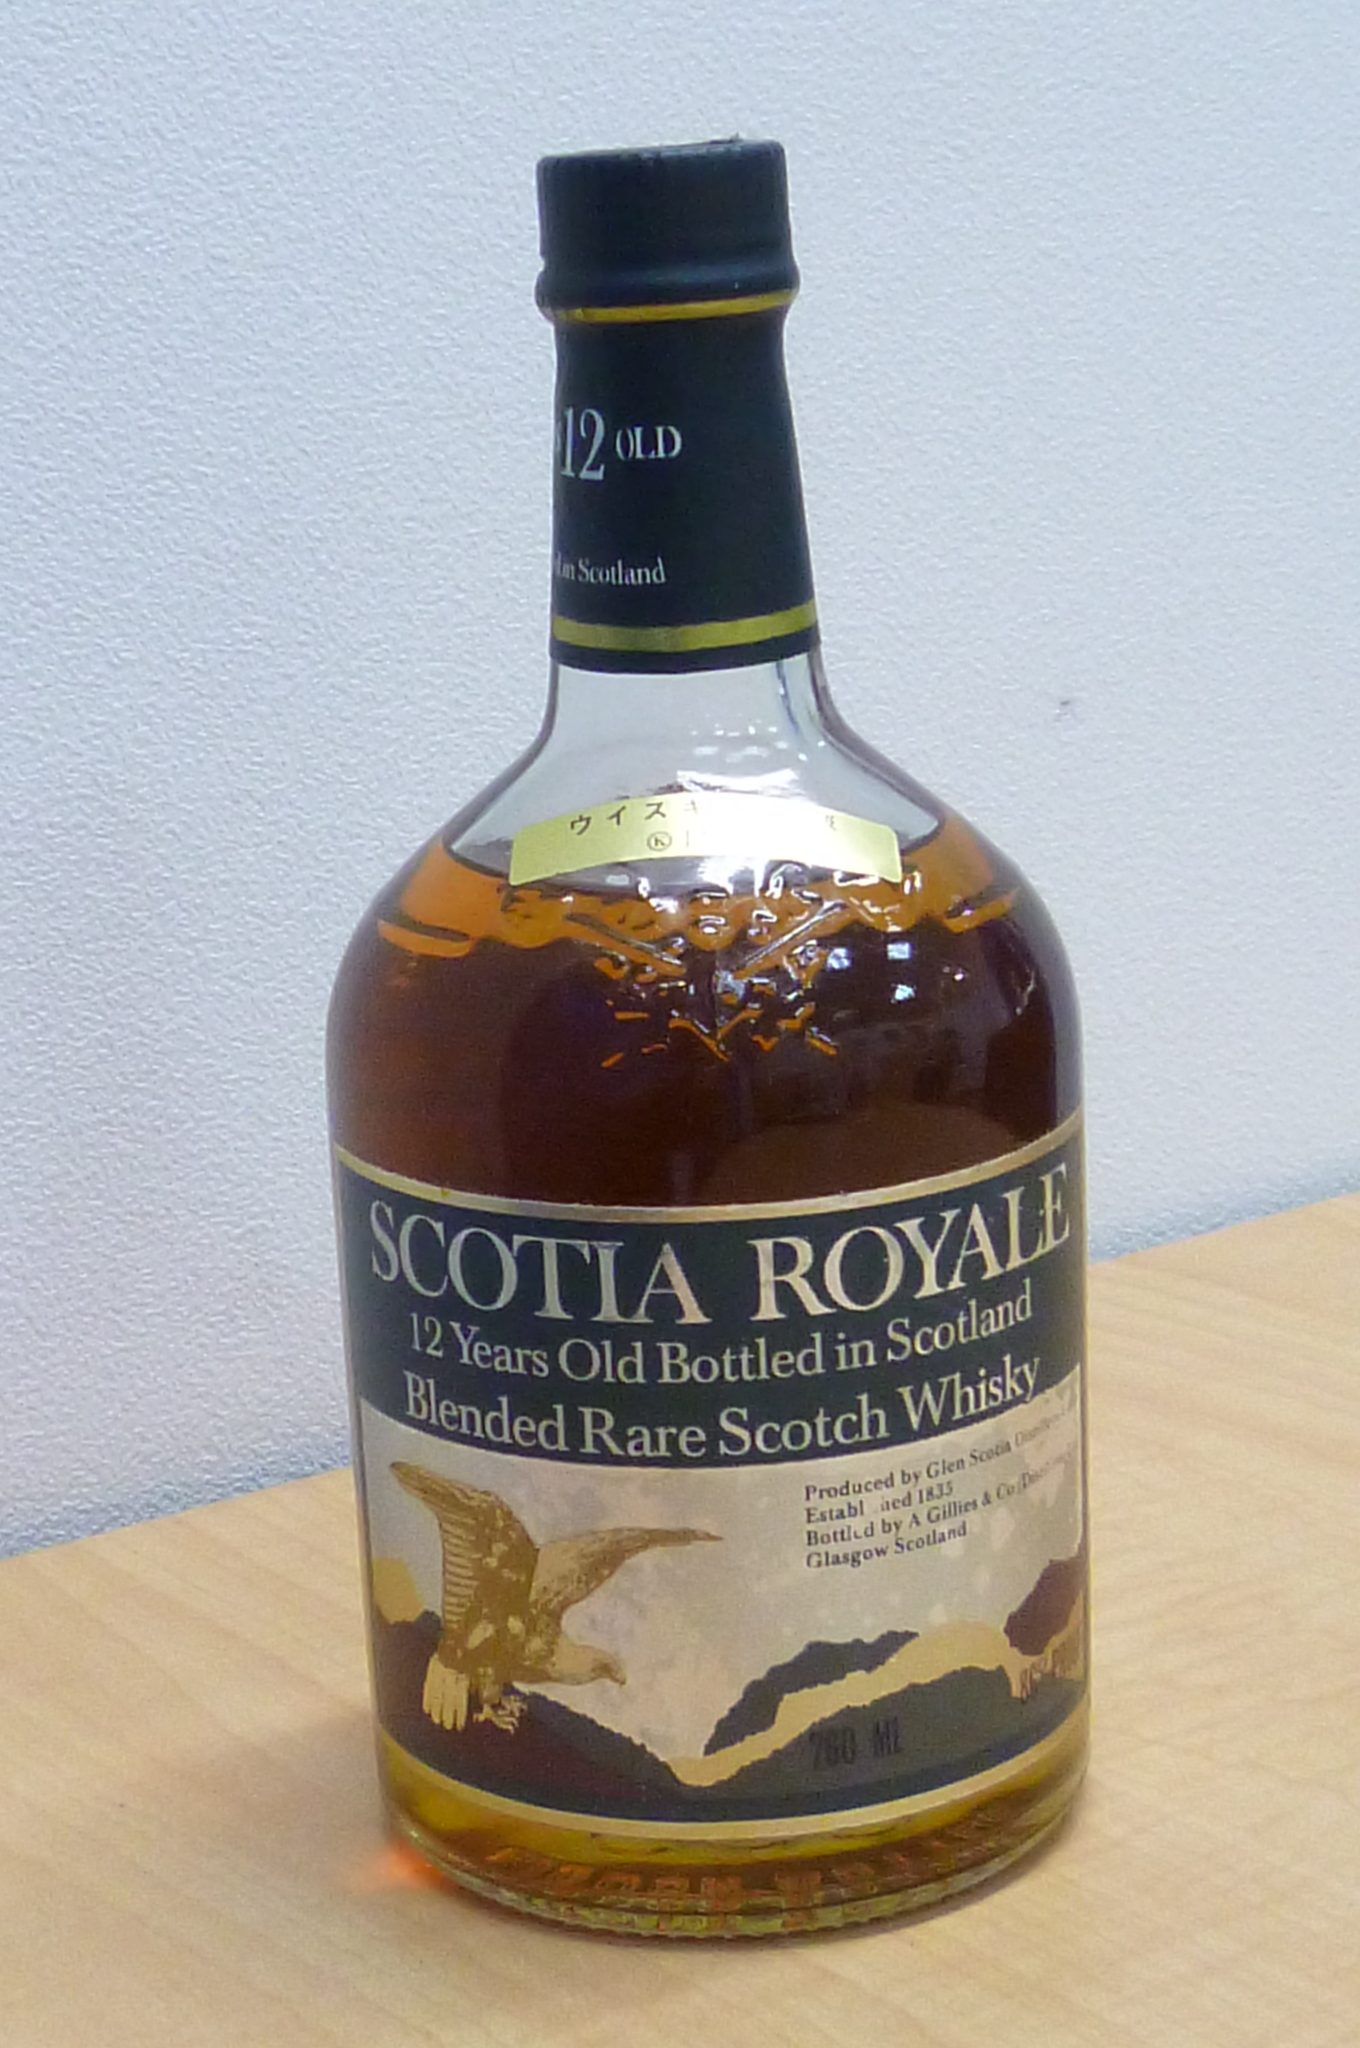 12 OLD
Scotland
ウイスキ
SCOTIA ROYALE
12 Years Old Bottled in Scotland
Blended Rare Scotch Whisky
Produced by Glen Scotia
Established 1835
Bottled by A Gillies & Co
Glasgow Scotland
760 ML